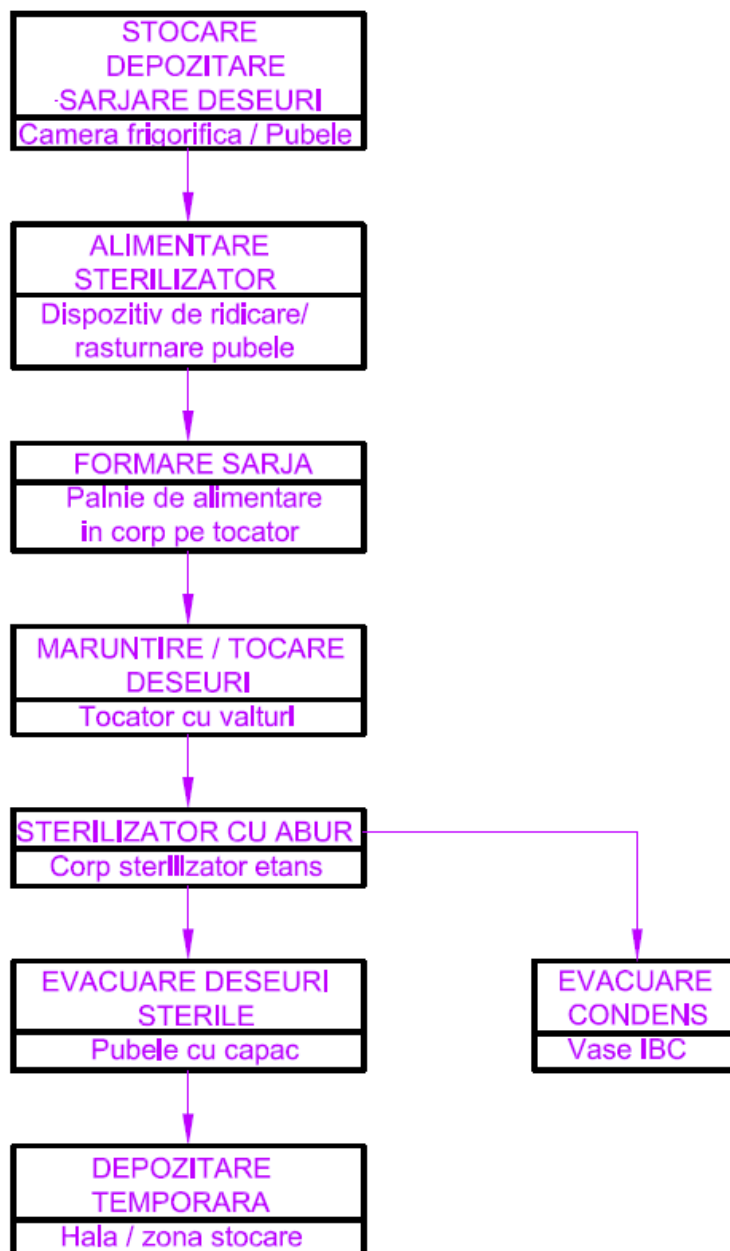 STOCARE
DEPOZITARE
-SARJARE DESEURI
Camera frigorifica / Pubele
ALIMENTARE
STERILIZATOR
Dispozitiv de ridicare/
rasturnare pubele
FORMARE SARJA
Palnie de alimentare
in corp pe tocator
MARUNTIRE / TOCARE
DESEURI
Tocator cu valturi
STERILIZATOR CU ABUR
Corp sterilizator etans
EVACUARE DESEURI
STERILE
Pubele cu capac
EVACUARE
CONDENS
Vase IBC
DEPOZITARE
TEMPORARA
Hala / zona stocare